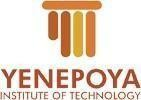 YENEPOYA
INSTITUTE OF TECHNOLOGY